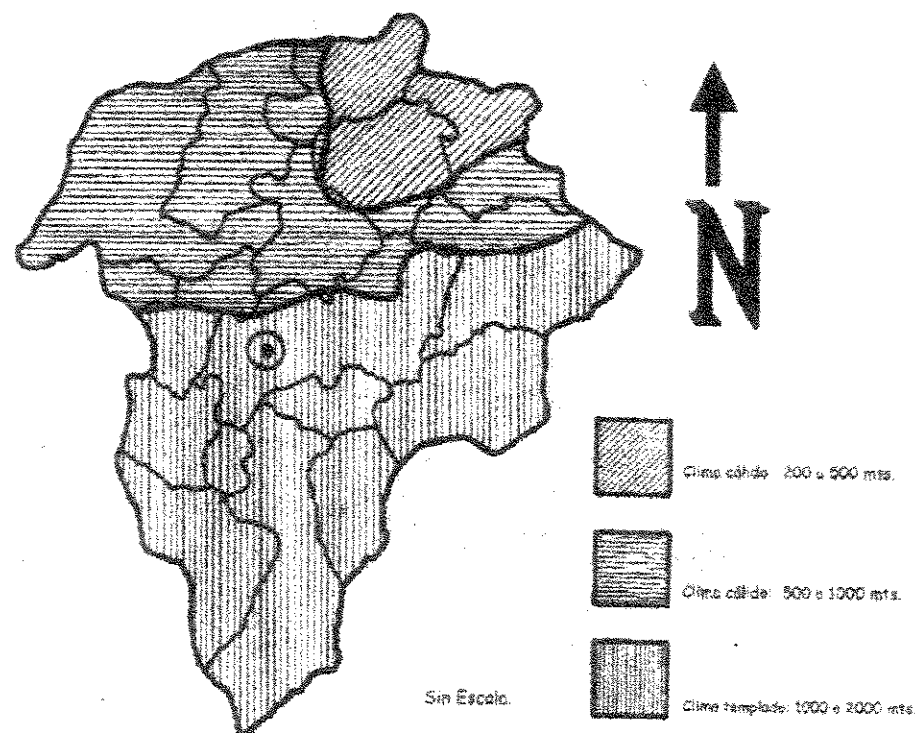 N
Clima cálido: 200 a 500 mts.
Clima cálido: 500 a 1000 mts.
Sin Escala.
Clima templado: 1000 a 2000 mts.